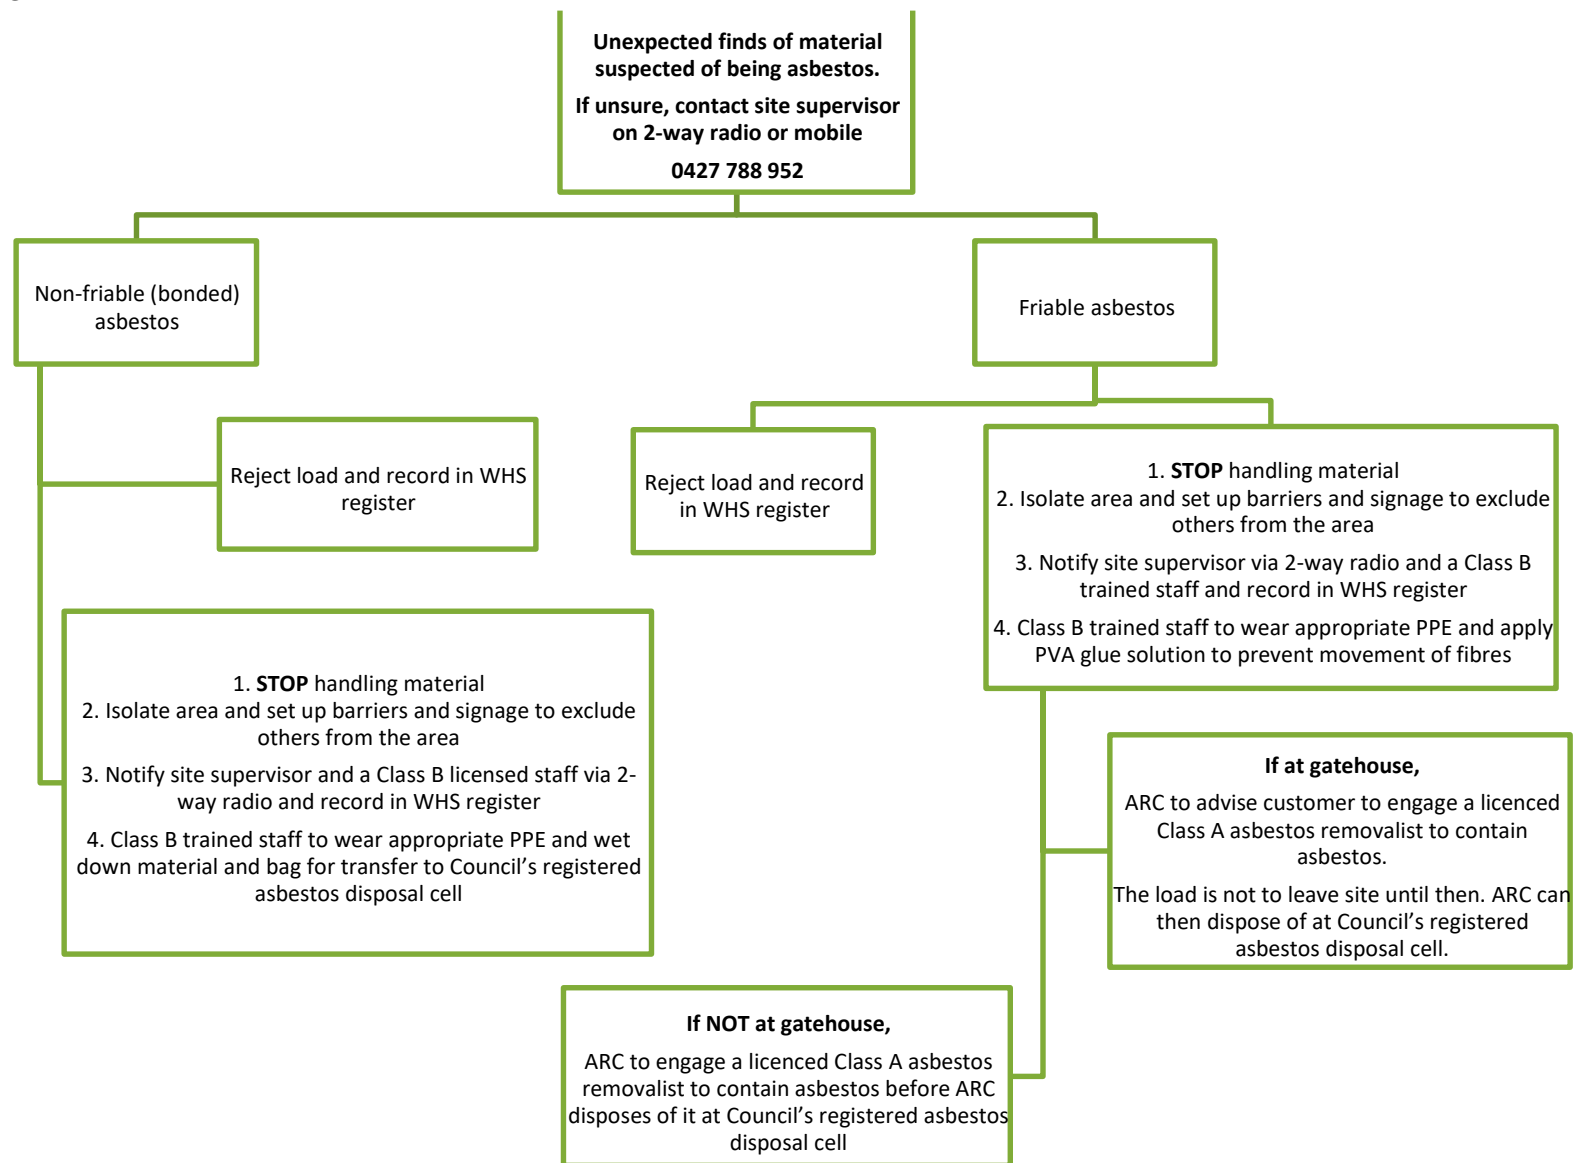 Unexpected finds of material
suspected of being asbestos.
If unsure, contact site supervisor
on 2-way radio or mobile
0427 788 952
Non-friable (bonded)
asbestos
Friable asbestos
Reject load and record in WHS
register
Reject load and record
in WHS register
1. STOP handling material
2. Isolate area and set up barriers and signage to exclude
others from the area
3. Notify site supervisor via 2-way radio and a Class B
trained staff and record in WHS register
4. Class B trained staff to wear appropriate PPE and apply
PVA glue solution to prevent movement of fibres
1. STOP handling material
2. Isolate area and set up barriers and signage to exclude
others from the area
3. Notify site supervisor and a Class B licensed staff via 2-
way radio and record in WHS register
4. Class B trained staff to wear appropriate PPE and wet
down material and bag for transfer to Council’s registered
asbestos disposal cell
If at gatehouse,
ARC to advise customer to engage a licenced
Class A asbestos removalist to contain
asbestos.
The load is not to leave site until then. ARC can
then dispose of at Council’s registered
asbestos disposal cell.
If NOT at gatehouse,
ARC to engage a licenced Class A asbestos
removalist to contain asbestos before ARC
disposes of it at Council’s registered asbestos
disposal cell